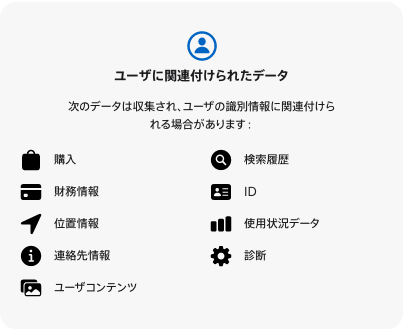 ユーザに関連付けられたデータ
次のデータは収集され、ユーザの識別情報に関連付けら
れる場合があります:
購入
検索履歴
財務情報
ID
位置情報
使用状況データ
連絡先情報
診断
ユーザコンテンツ